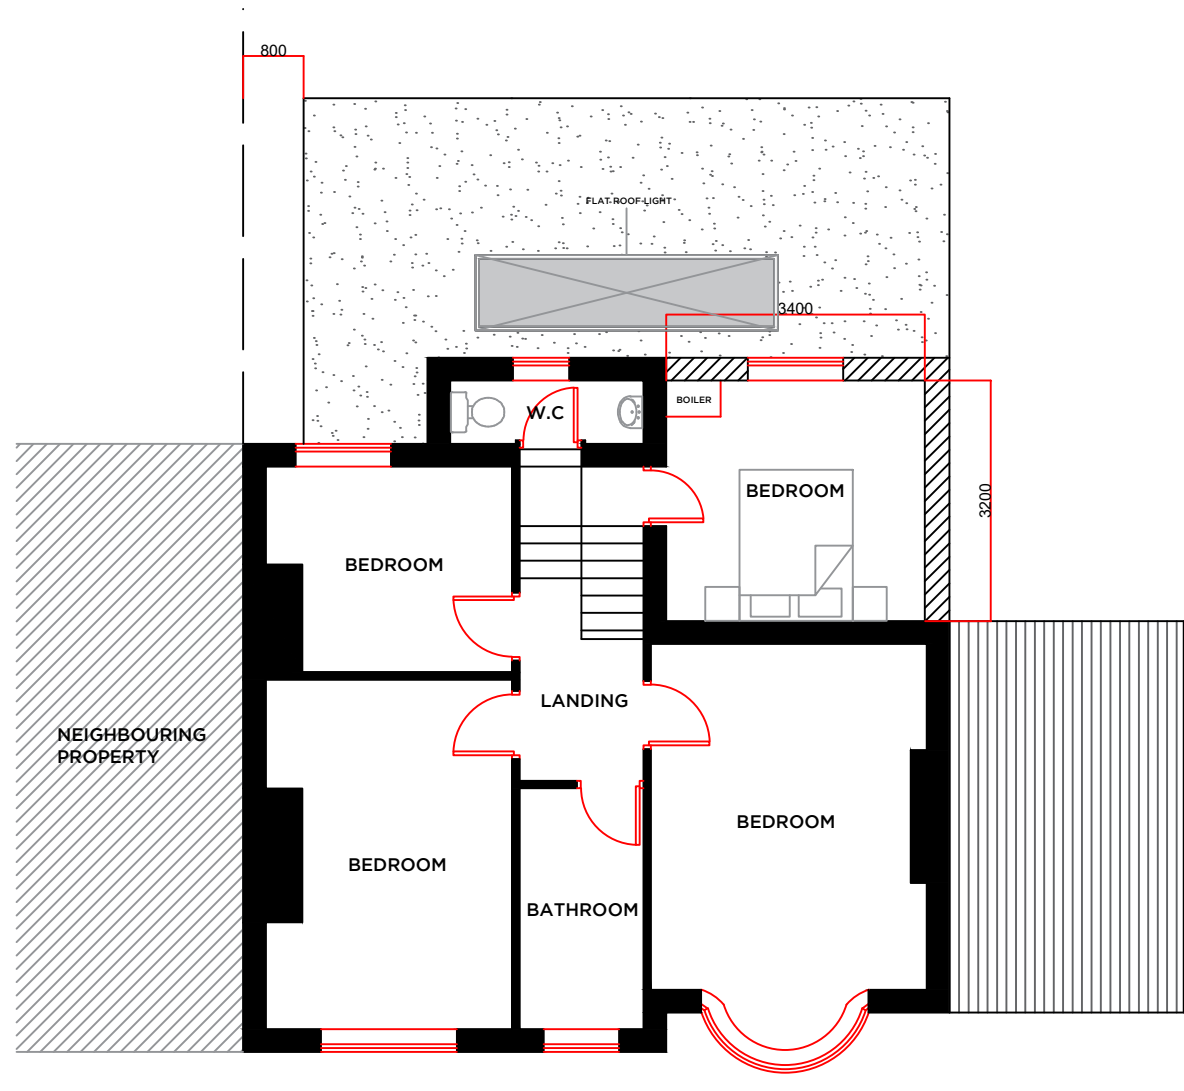 800
FLAT ROOF LIGHT
3400
BOILER
W.C
BEDROOM
3200
BEDROOM
LANDING
NEIGHBOURING
PROPERTY
BEDROOM
BEDROOM
BATHROOM